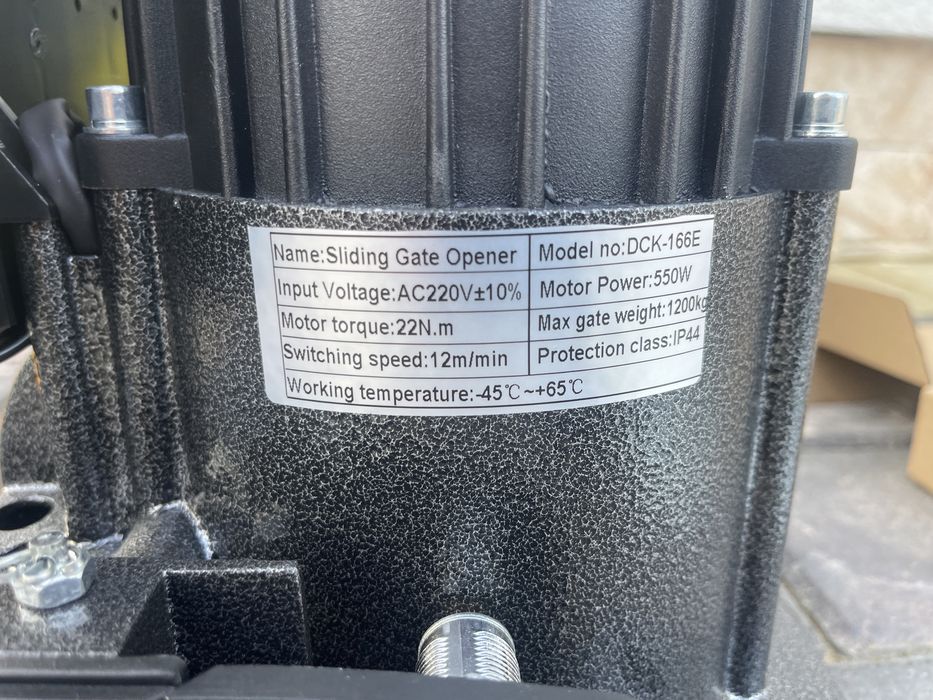 Name:Sliding Gate Opener Model no:DCK-166E
Input Voltage:AC220V±10% Motor Power:550W
Motor torque:22N.m Max gate weight:1200kg
Switching speed:12m/min Protection class:IP44
Working temperature:-45℃~+65℃